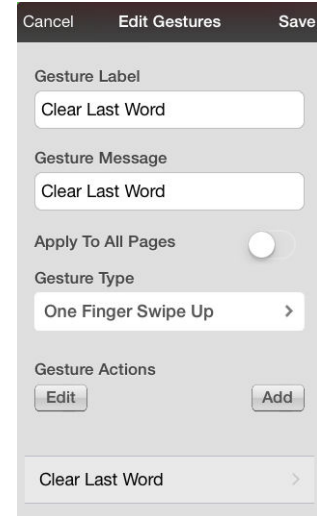 Cancel Edit Gestures Save
Gesture Label
Clear Last Word
Gesture Message
Clear Last Word
Apply To All Pages
Gesture Type
One Finger Swipe Up
Gesture Actions
Edit Add
Clear Last Word